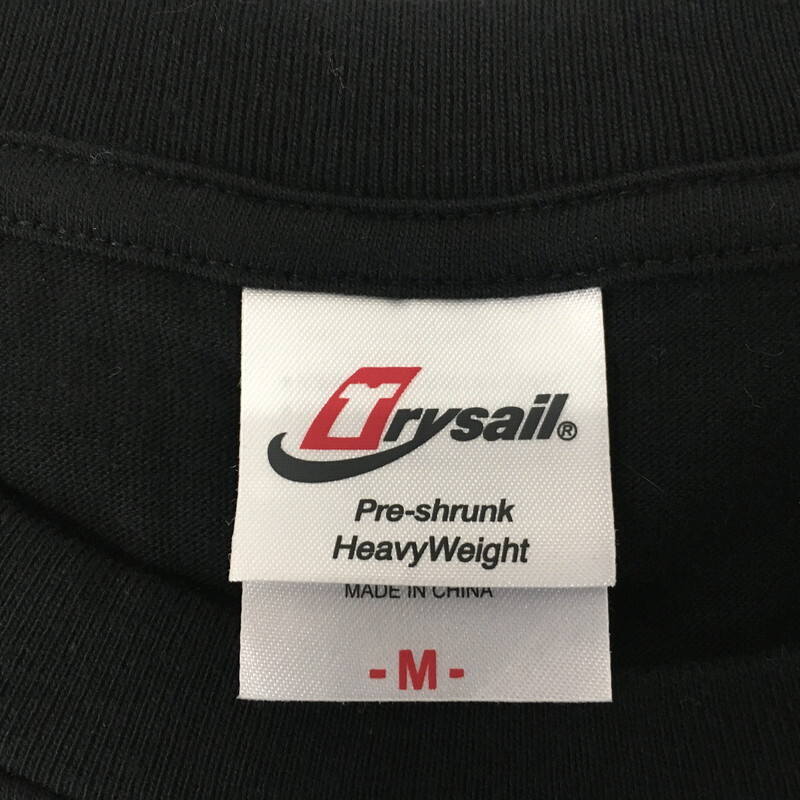 Trysail®
Pre-shrunk
HeavyWeight
MADE IN CHINA
- M -